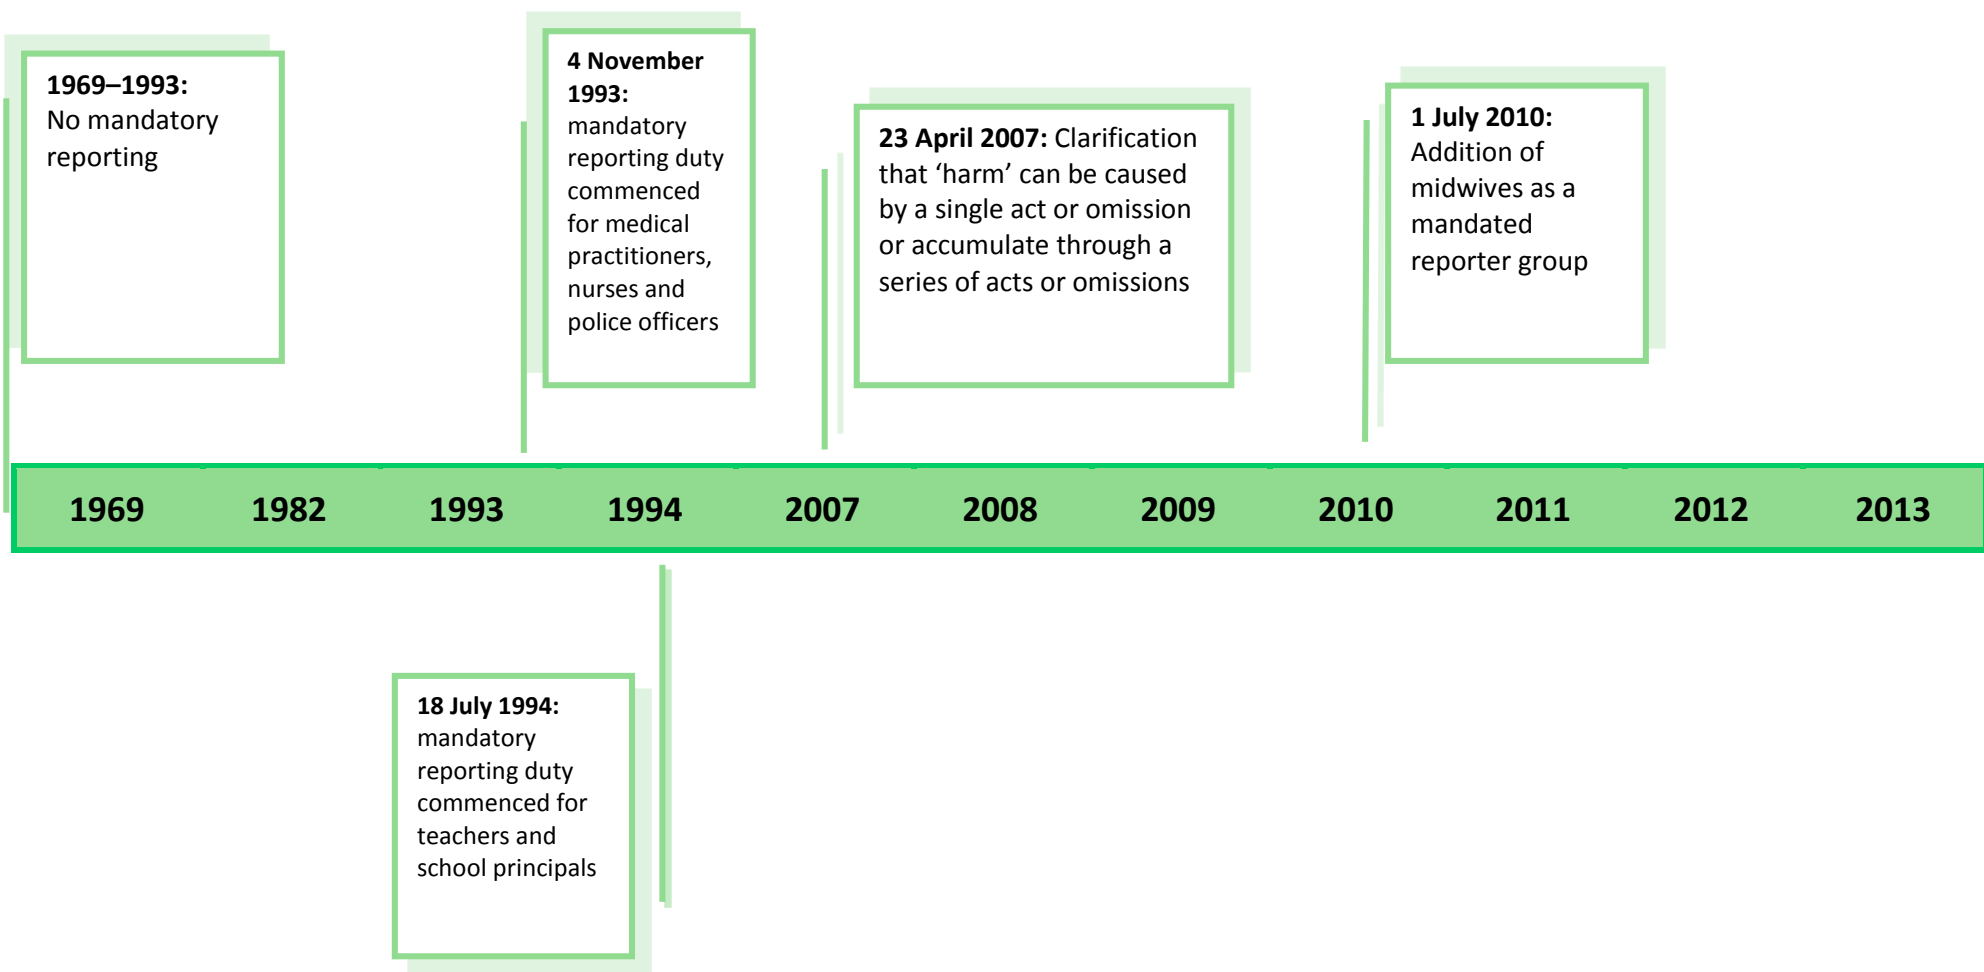 1969–1993:
No mandatory
reporting
4 November
1993:
mandatory
reporting duty
commenced
for medical
practitioners,
nurses and
police officers
23 April 2007: Clarification
that ‘harm’ can be caused
by a single act or omission
or accumulate through a
series of acts or omissions
1 July 2010:
Addition of
midwives as a
mandated
reporter group
1969 1982 1993 1994 2007 2008 2009 2010 2011 2012 2013
18 July 1994:
mandatory
reporting duty
commenced for
teachers and
school principals